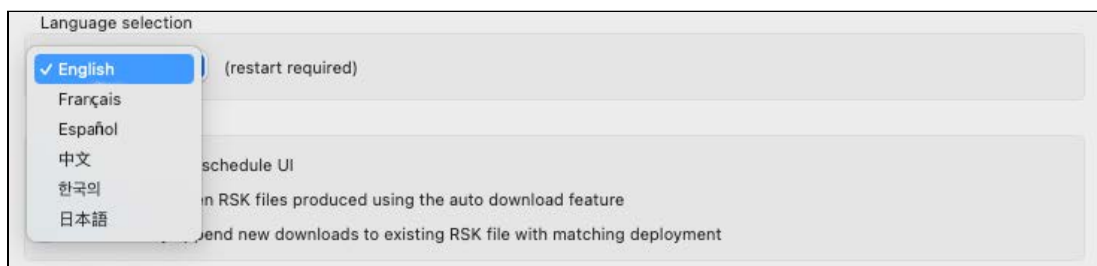 Language selection
✓ English
(restart required)
Français
Español
中文
한국의
日本語
schedule UI
RSK files produced using the auto download feature
new downloads to existing RSK file with matching deployment